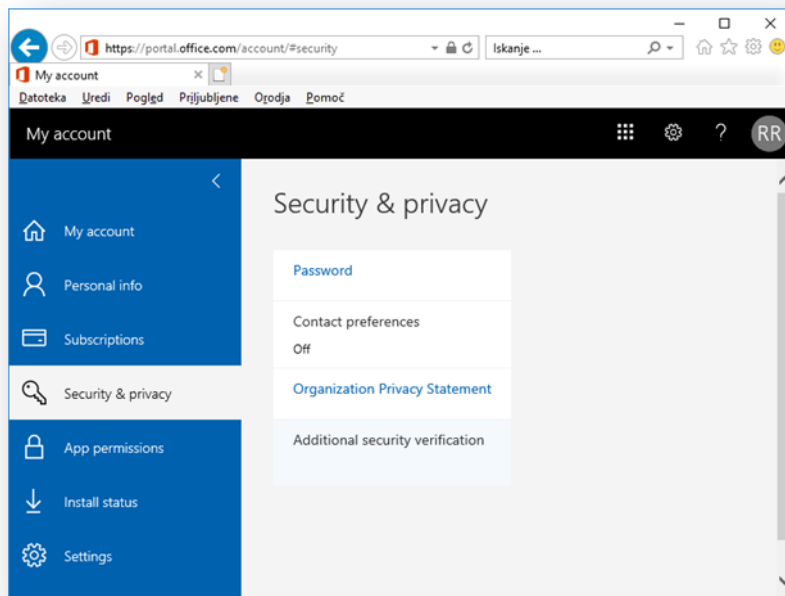 https://portal.office.com/account/#security
Iskanje ...
My account
Datoteka Uredi Pogled Priljubljene Orodja Pomoč
My account
? RR
Security & privacy
My account
Personal info
Subscriptions
Security & privacy
App permissions
Install status
Settings
Password
Contact preferences
Off
Organization Privacy Statement
Additional security verification